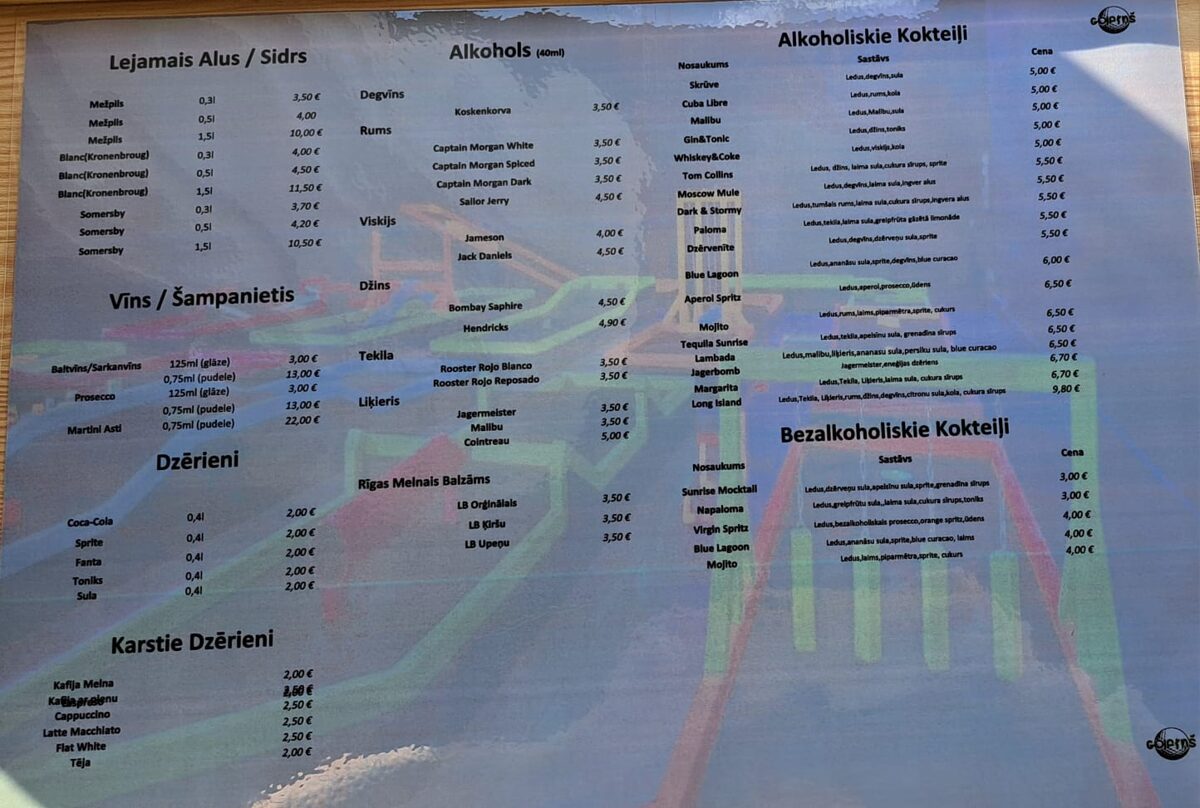 Lejamais Alus / Sidrs
Mežpils 0,3l 3,50 €
Mežpils 0,5l 4,00
Mežpils 1,5l 10,00 €
Blanc(Kronenbroug) 0,3l 4,00 €
Blanc(Kronenbroug) 0,5l 4,50 €
Blanc(Kronenbroug) 1,5l 11,50 €
Somersby 0,3l 3,70 €
Somersby 0,5l 4,20 €
Somersby 1,5l 10,50 €
Vīns / Šampanietis
Baltvīns/Sarkanvīns 125ml (glāze) 3,00 €
0,75ml (pudele) 13,00 €
Prosecco 125ml (glāze) 3,00 €
0,75ml (pudele) 13,00 €
Martini Asti 0,75ml (pudele) 22,00 €
Dzērieni
Coca-Cola 0,4l 2,00 €
Sprite 0,4l 2,00 €
Fanta 0,4l 2,00 €
Toniks 0,4l 2,00 €
Sula 0,4l 2,00 €
Karstie Dzērieni
Kafija Melna 2,00 €
Kafija ar pienu
Cappuccino 2,50 €
Latte Macchiato 2,50 €
Flat White 2,50 €
Tēja 2,00 €
Alkohols (40ml)
Degvīns
Koskenkorva 3,50 €
Rums
Captain Morgan White 3,50 €
Captain Morgan Spiced 3,50 €
Captain Morgan Dark 3,50 €
Sailor Jerry 4,50 €
Viskijs
Jameson 4,00 €
Jack Daniels 4,50 €
Džins
Bombay Saphire 4,50 €
Hendricks 4,90 €
Tekila
Rooster Rojo Blanco 3,50 €
Rooster Rojo Reposado 3,50 €
Liķieris
Jagermeister 3,50 €
Malibu 3,50 €
Cointreau 5,00 €
Rīgas Melnais Balzāms
LB Orģinālais 3,50 €
LB Ķiršu 3,50 €
LB Upeņu 3,50 €
Alkoholiskie Kokteiļi
Nosaukums Sastāvs Cena
Skrūve Ledus,degvīns,sula 5,00 €
Cuba Libre Ledus,rums,kola 5,00 €
Malibu Ledus,Malibu,sula 5,00 €
Gin&Tonic Ledus,džins,toniks 5,00 €
Whiskey&Coke Ledus,viskijs,kola 5,00 €
Tom Collins Ledus, džins, laima sula,cukura sīrups, sprite 5,50 €
Moscow Mule Ledus,degvīns,laima sula,ingver alus 5,50 €
Dark & Stormy Ledus,tumšais rums,laima sula,cukura sīrups,ingvera alus 5,50 €
Paloma Ledus,tekila,laima sula,greipfrūta gāzētā limonāde 5,50 €
Dzērvenīte Ledus,degvīns,dzērveņu sula,sprite 5,50 €
Blue Lagoon Ledus,ananāsu sula,sprite,degvīns,blue curacao 6,00 €
Aperol Spritz Ledus,aperol,prosecco,ūdens 6,50 €
Mojito Ledus,rums,laims,piparmētra,sprite, cukurs 6,50 €
Tequila Sunrise Ledus,tekila,apelsīnu sula, grenadīna sīrups 6,50 €
Lambada Ledus,malibu,liķieris,ananasu sula,persiku sula, blue curacao 6,50 €
Jagerbomb Jagermeister,eneģijas dzēriens 6,70 €
Margarita Ledus,Tekila, Liķieris,laima sula, cukura sīrups 6,70 €
Long Island Ledus,Tekila, Liķieris,rums,džins,degvīns,citronu sula,kola, cukura sīrups 9,80 €
Bezalkoholiskie Kokteiļi
Nosaukums Sastāvs Cena
Sunrise Mocktail Ledus,dzērveņu sula,apelsīnu sula,sprite,grenadīna sīrups 3,00 €
Napaloma Ledus,greipfrūtu sula,,laima sula,cukura sīrups,toniks 3,00 €
Virgin Spritz Ledus,bezalkoholiskais prosecco,orange spritz,ūdens 4,00 €
Blue Lagoon Ledus,ananāsu sula,sprite,blue curacao, laims 4,00 €
Mojito Ledus,laims,piparmētra,sprite, cukurs 4,00 €